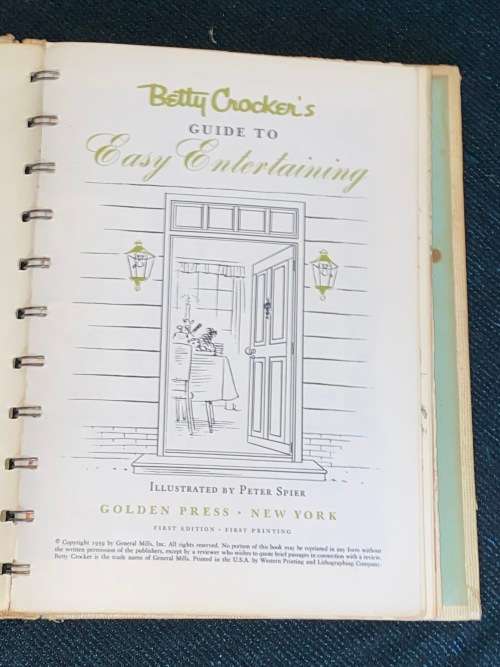 Betty Crocker's
GUIDE TO
Easy Entertaining
ILLUSTRATED BY PETER SPIER
GOLDEN PRESS · NEW YORK
FIRST EDITION · FIRST PRINTING
© Copyright 1959 by General Mills, Inc. All rights reserved. No portion of this book may be reprinted in any form without
the written permission of the publishers, except by a reviewer who wishes to quote brief passages in connection with a review.
Betty Crocker is the trade name of General Mills. Printed in the U.S.A. by Western Printing and Lithographing Company.